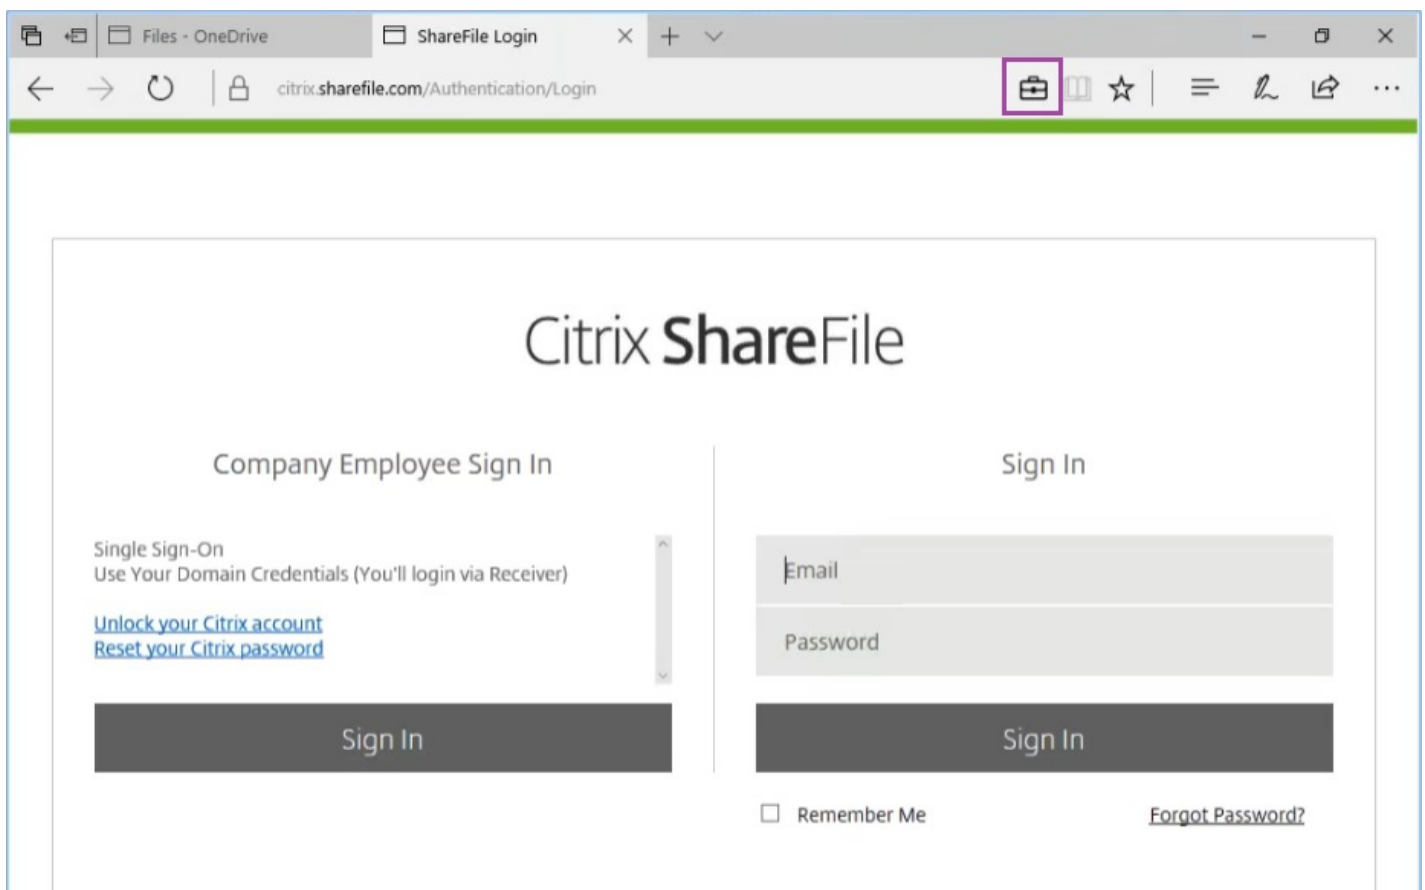 Files - OneDrive
ShareFile Login
citrix.sharefile.com/Authentication/Login
Citrix ShareFile
Company Employee Sign In
Single Sign-On
Use Your Domain Credentials (You'll login via Receiver)
Unlock your Citrix account
Reset your Citrix password
Sign In
Sign In
Email
Password
Sign In
Remember Me
Forgot Password?